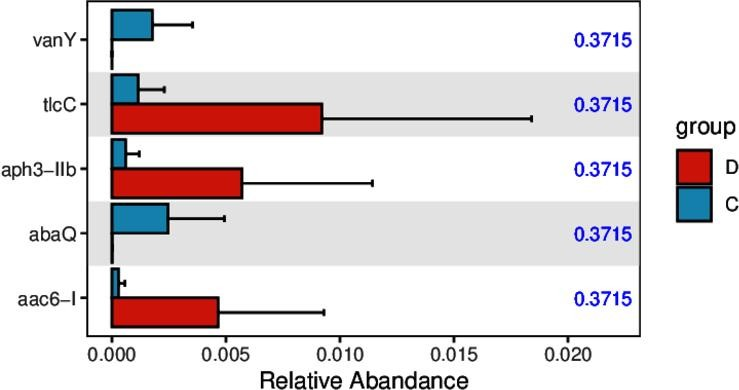 vanY 0.3715
tlcC 0.3715
aph3-IIb 0.3715
abaQ 0.3715
aac6-I 0.3715
group
D
C
0.000 0.005 0.010 0.015 0.020
Relative Abandance